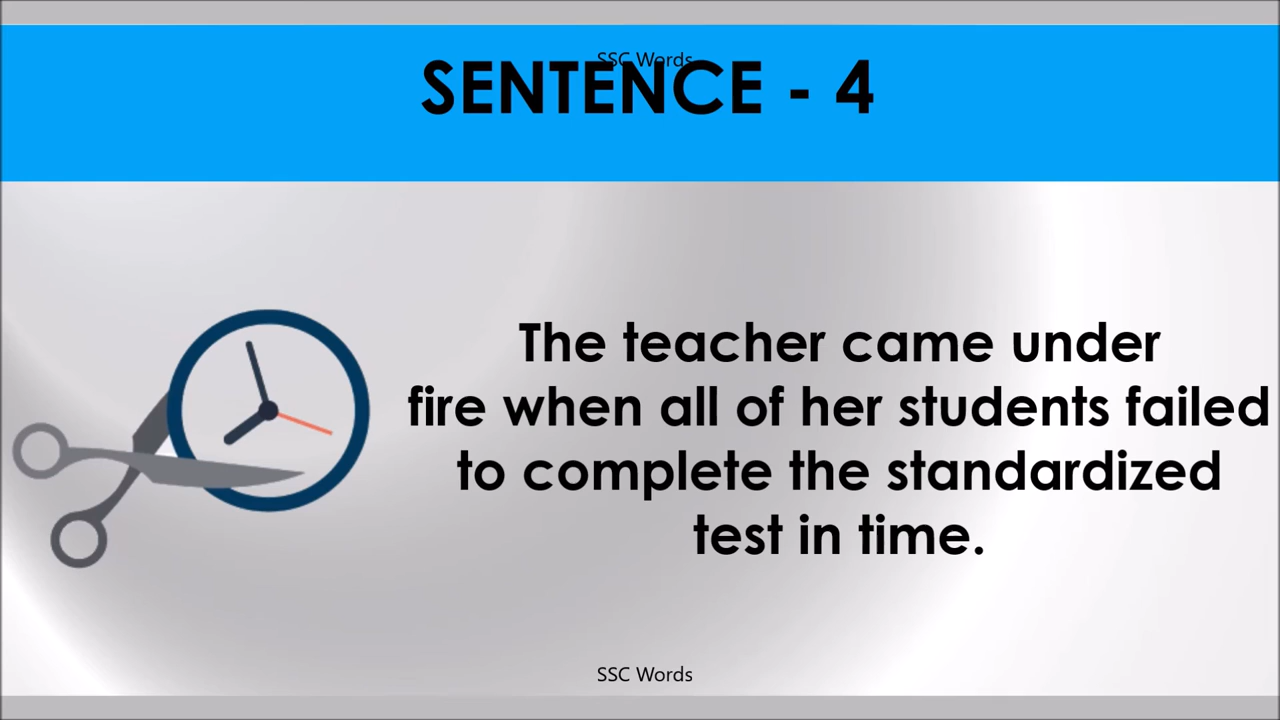 SSC Words
SENTENCE - 4
The teacher came under
fire when all of her students failed
to complete the standardized
test in time.
SSC Words